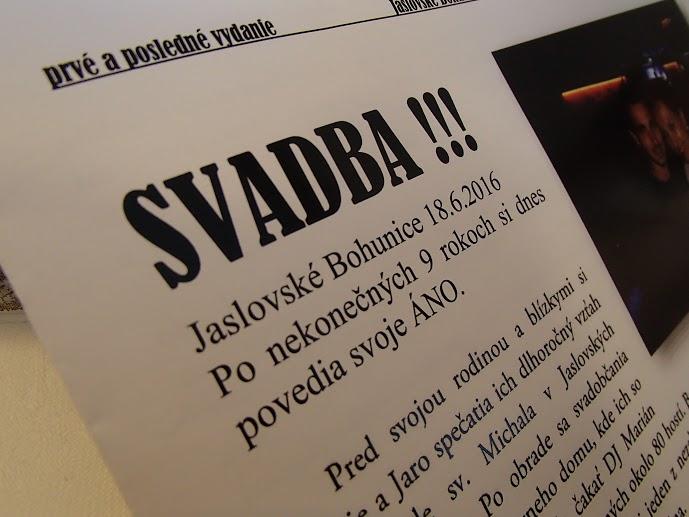 prvé a posledné vydanie
Jaslovské
SVADBA !!!
Jaslovské Bohunice 18.6.2016
Po nekonečných 9 rokoch si dnes
povedia svoje ÁNO.
Pred svojou rodinou a blízkymi si
a Jaro spečatia ich dlhoročný vzťah
sv. Michala v Jaslovských
Po obrade sa svadobčania
domu, kde ich so
čakať DJ Marián
okolo 80 hostí.
jeden z